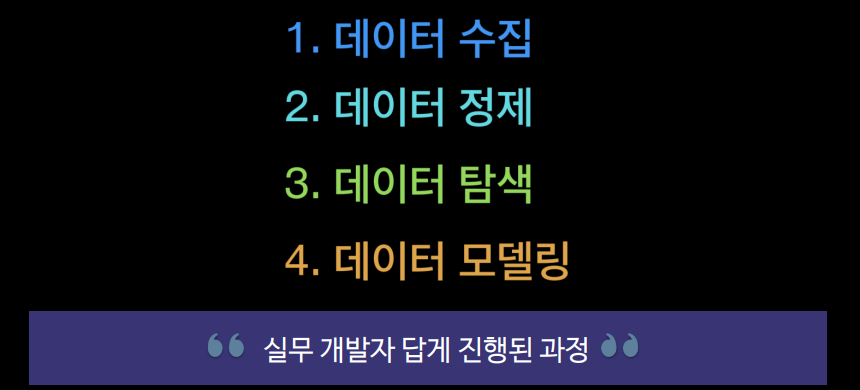 1. 데이터 수집
2. 데이터 정제
3. 데이터 탐색
4. 데이터 모델링
❝ 실무 개발자 답게 진행된 과정 ❝